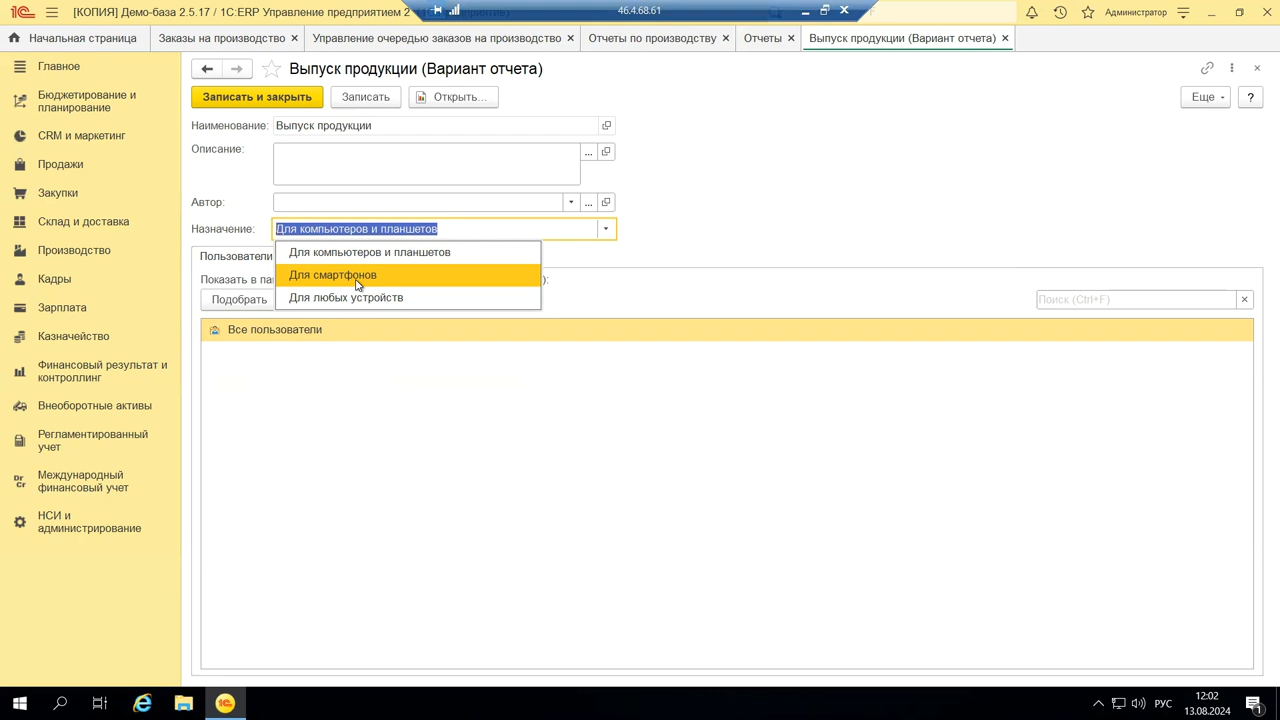 [КОПИЯ] Демо-база 2.5.17 / 1С:ERP Управление предприятием 2
46.4.68.61
Администратор
Начальная страница
Заказы на производство
Управление очередью заказов на производство
Отчеты по производству
Отчеты
Выпуск продукции (Вариант отчета)
Главное
Бюджетирование и
планирование
CRM и маркетинг
Продажи
Закупки
Склад и доставка
Производство
Кадры
Зарплата
Казначейство
Финансовый результат и
контроллинг
Внеоборотные активы
Регламентированный
учет
Международный
финансовый учет
НСИ и
администрирование
Выпуск продукции (Вариант отчета)
Записать и закрыть
Записать
Открыть...
Еще
?
Наименование: Выпуск продукции
Описание:
Автор:
Назначение: Для компьютеров и планшетов
Для компьютеров и планшетов
Для смартфонов
Для любых устройств
Пользователи
Показать в па
):
Подобрать
Поиск (Ctrl+F)
Все пользователи
РУС
12:02
13.08.2024
1